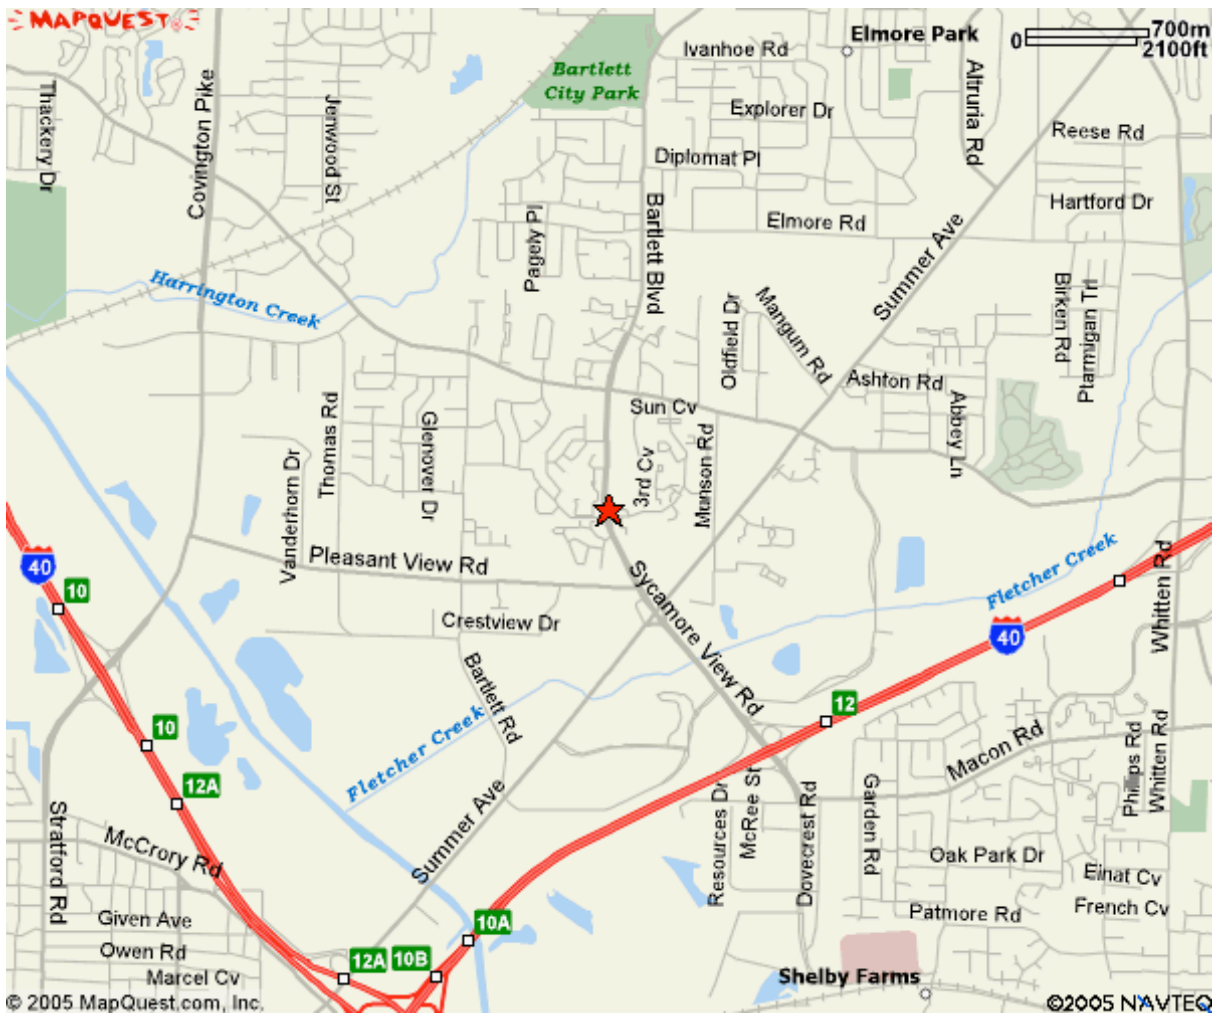 MAPQUEST
0
700m
2100ft
Elmore Park
Ivanhoe Rd
Bartlett
City Park
Thackery Dr
Covington Pike
Jenwood St
Explorer Dr
Altruria Rd
Reese Rd
Diplomat Pl
Hartford Dr
Bartlett Blvd
Elmore Rd
Pagely Pl
Summer Ave
Harrington Creek
Birken Rd
Pharmigan Trl
Oldfield Dr
Mangum Rd
Ashton Rd
Abbey Ln
Sun Cv
Thomas Rd
Glenover Dr
Vanderhorn Dr
3rd Cv
Munson Rd
Pleasant View Rd
Sycamore View Rd
Fletcher Creek
Whitten Rd
40
10
Crestview Dr
40
Bartlett Rd
Fletcher Creek
12
10
12A
Macon Rd
Phillips Rd
Whitten Rd
Stratford Rd
McCrory Rd
Summer Ave
Resources Dr
McRee St
Dovecrest Rd
Garden Rd
Oak Park Dr
Einat Cv
French Cv
Patmore Rd
Given Ave
Owen Rd
Marcel Cv
10A
12A
10B
Shelby Farms
© 2005 MapQuest.com, Inc.
©2005 NAVTEQ